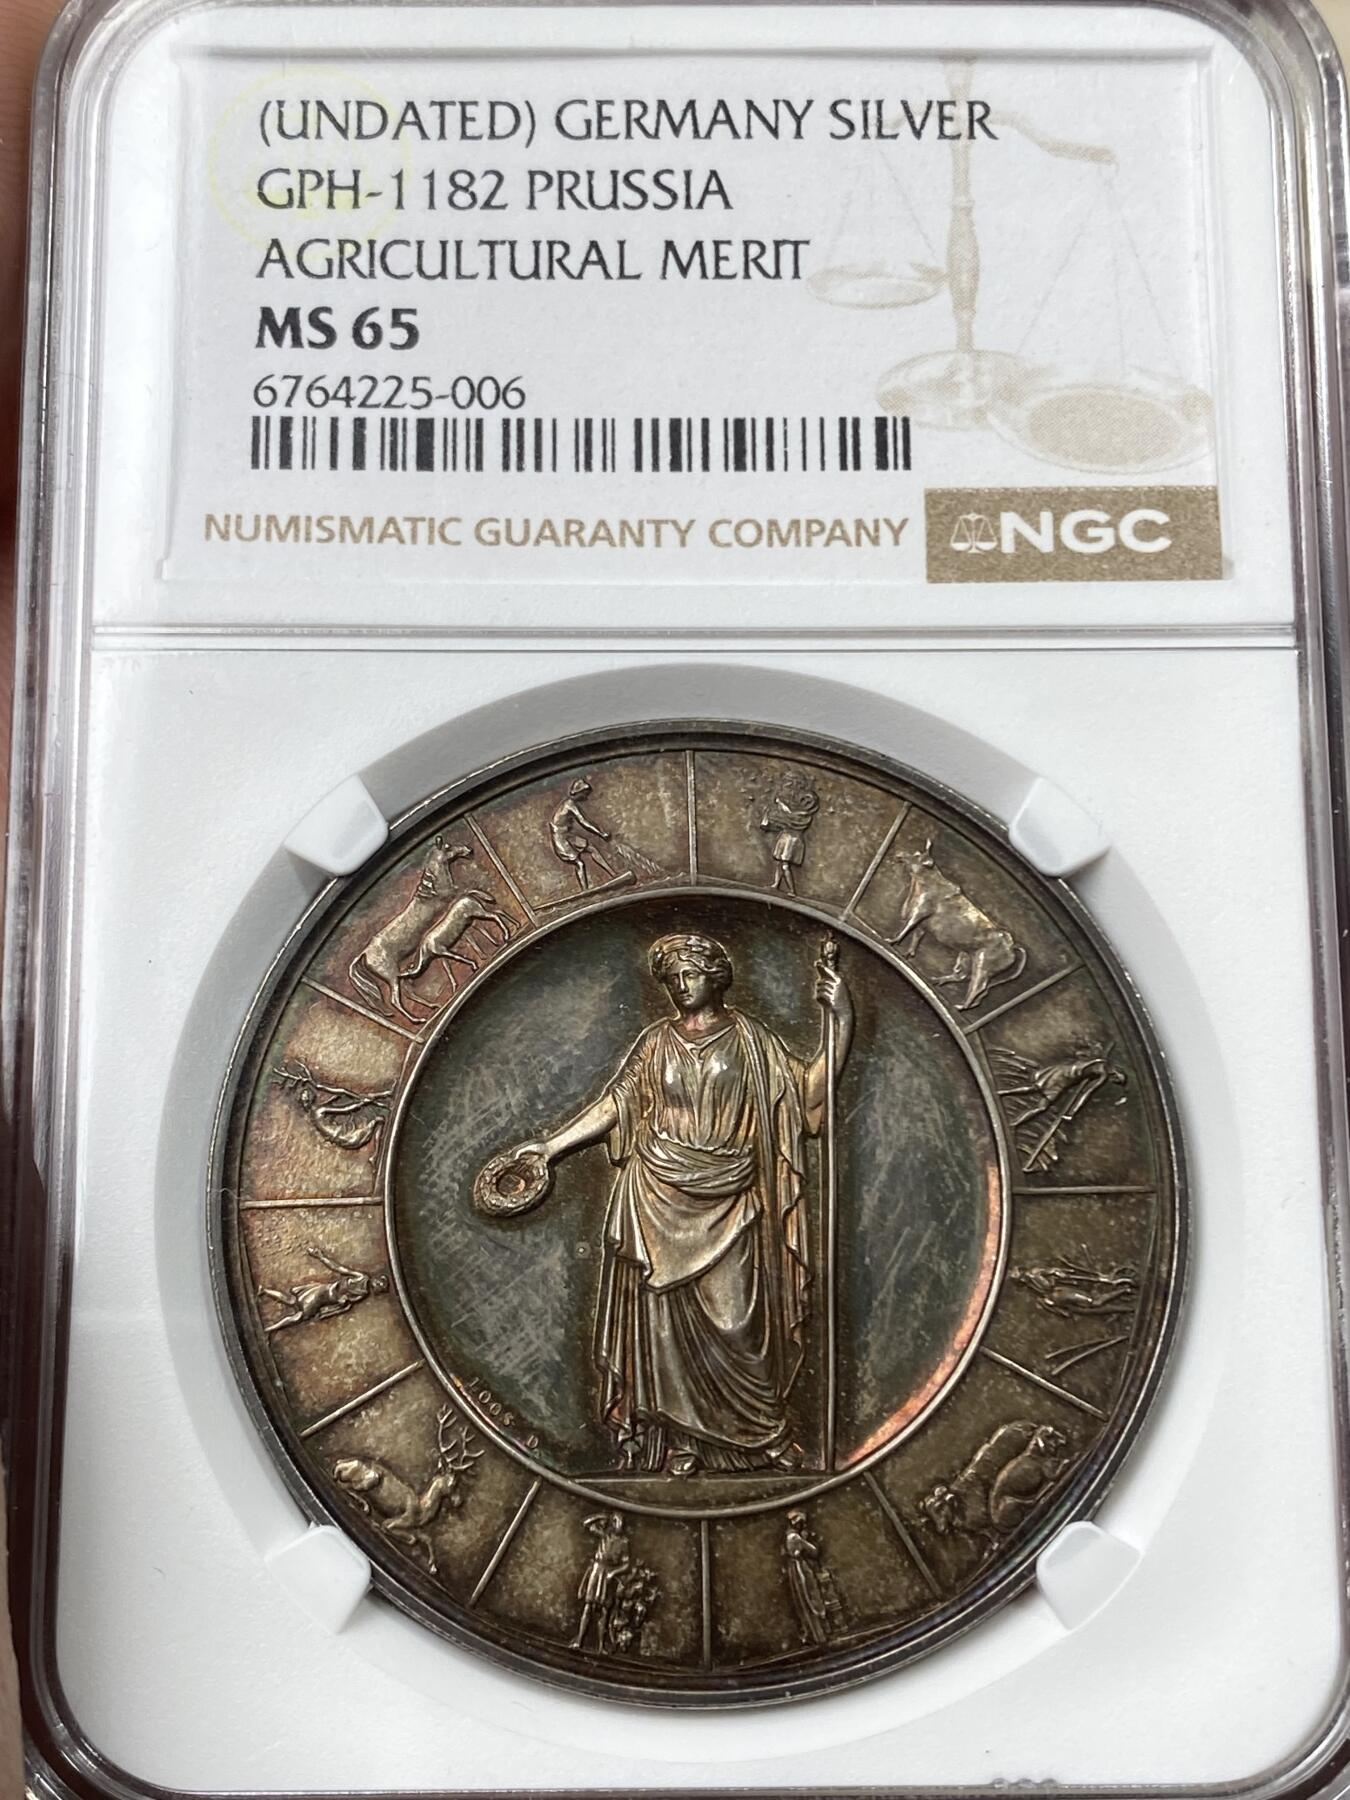 (UNDATED) GERMANY SILVER
GPH-1182 PRUSSIA
AGRICULTURAL MERIT
MS 65
6764225-006
NUMISMATIC GUARANTY COMPANY NGC
LOOS D.